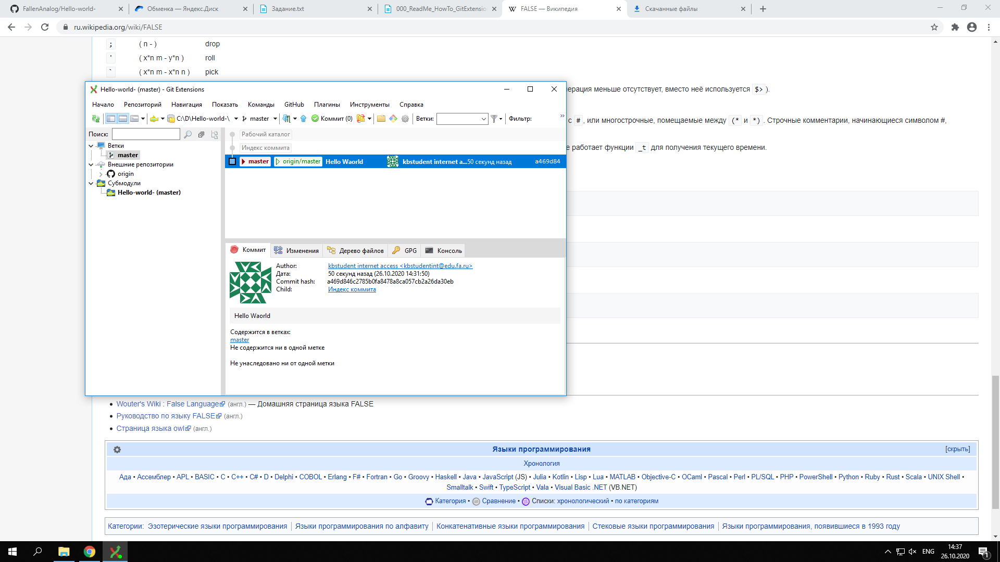 FallenAnalog/Hello-world-
Обменка — Яндекс.Диск
Задание.txt
000_ReadMe_HowTo_GitExtensio
FALSE — Википедия
Скачанные файлы
ru.wikipedia.org/wiki/FALSE
; ( n - ) drop
' ( x*n m - y*n ) roll
` ( x*n m - x*n n ) pick
ерация меньше отсутствует, вместо неё используется $> ).
с # , или многострочные, помещаемые между (* и *) . Строчные комментарии, начинающиеся символом #,
е работает функции _t для получения текущего времени.
Hello-world- (master) - Git Extensions
Начало Репозиторий Навигация Показать Команды GitHub Плагины Инструменты Справка
C:\D\Hello-world-\ master Коммит (0) Ветки: Фильтр:
Поиск:
Ветки
master
Внешние репозитории
origin
Субмодули
Hello-world- (master)
Рабочий каталог
Индекс коммита
master origin/master Hello Waorld kbstudent internet a... 50 секунд назад a469d84
Коммит Изменения Дерево файлов GPG Консоль
Author: kbstudent internet access <kbstudentint@edu.fa.ru>
Дата: 50 секунд назад (26.10.2020 14:31:50)
Commit hash: a469d846c2785b0fa8478a8ca057cb2a26da30eb
Child: Индекс коммита
Hello Waorld
Содержится в ветках:
master
Не содержится ни в одной метке
Не унаследовано ни от одной метки
Wouter's Wiki : False Language (англ.) — Домашняя страница языка FALSE
Руководство по языку FALSE (англ.)
Страница языка owl (англ.)
Языки программирования [скрыть]
Хронология
Ада • Ассемблер • APL • BASIC • C • C++ • C# • D • Delphi • COBOL • Erlang • F# • Fortran • Go • Groovy • Haskell • Java • JavaScript (JS) • Julia • Kotlin • Lisp • Lua • MATLAB • Objective-C • OCaml • Pascal • Perl • PL/SQL • PHP • PowerShell • Python • Ruby • Rust • Scala • UNIX Shell •
Smalltalk • Swift • TypeScript • Vala • Visual Basic .NET (VB.NET)
Категория • Сравнение • Списки: хронологический • по категориям
Категории: Эзотерические языки программирования | Языки программирования по алфавиту | Конкатенативные языки программирования | Стековые языки программирования | Языки программирования, появившиеся в 1993 году
ENG
14:37
26.10.2020
1